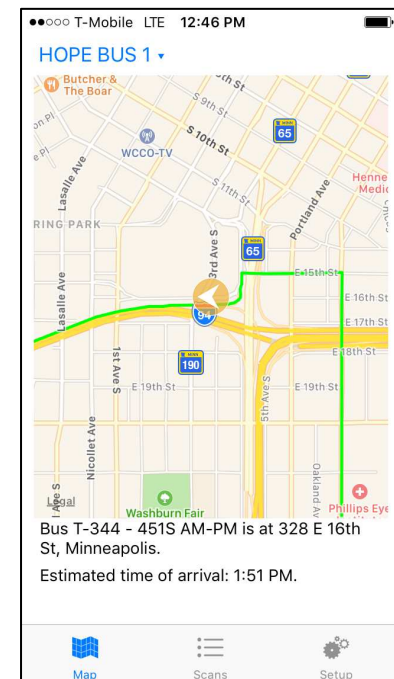 T-Mobile LTE 12:46 PM
HOPE BUS 1
Butcher &
The Boar
S 9th St
S 10th St
65
WCCO-TV
S 11th St
Lasalle Ave
Portland Ave
Henne
Medic
RING PARK
3rd Ave S
65
E 15th St
E 16th St
Lasalle Ave
94
E 17th St
E 18th St
1st Ave S
MINN
190
E 19th St
5th Ave S
E 19th St
Nicollet Ave
Oakland Av
Legal
Washburn Fair
Phillips Eye
Bus T-344 - 451S AM-PM is at 328 E 16th
St, Minneapolis.
Estimated time of arrival: 1:51 PM.
Map Scans Setup